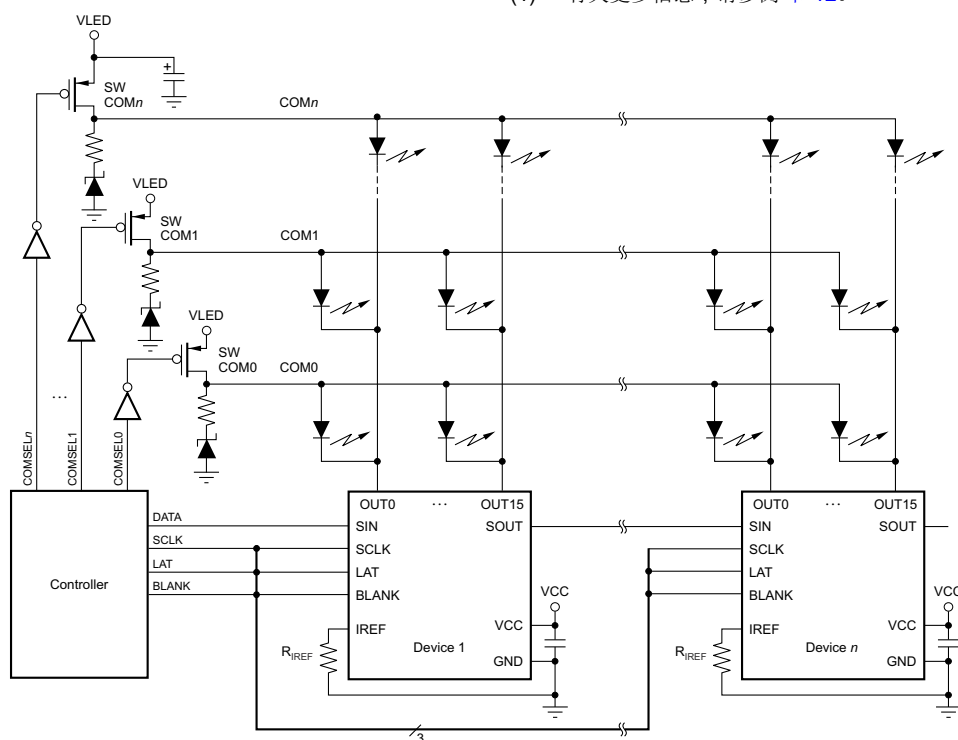 VLED
SW
COMn
COMn
VLED
SW
COM1
COM1
VLED
SW
COM0
COM0
...
COMSELn
COMSEL1
COMSEL0
OUT0 ... OUT15
OUT0 ... OUT15
DATA
SIN
SOUT
SIN
SOUT
SCLK
SCLK
SCLK
LAT
LAT
LAT
BLANK
BLANK
BLANK
Controller
VCC
VCC
IREF
VCC
IREF
VCC
RIREF
Device 1
RIREF
Device n
GND
GND
3